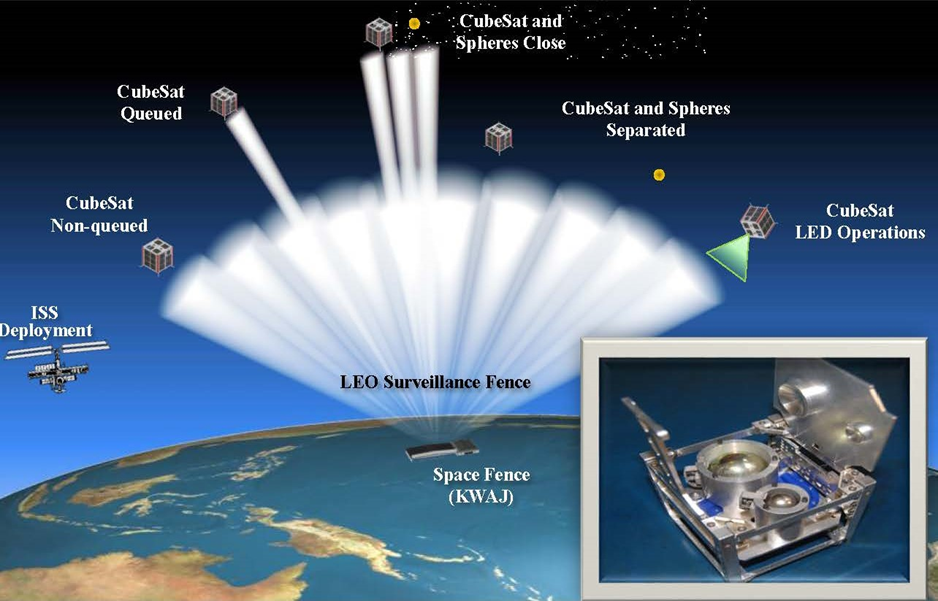 CubeSat and
Spheres Close
CubeSat
Queued
CubeSat and Spheres
Separated
CubeSat
Non-queued
CubeSat
LED Operations
ISS
Deployment
LEO Surveillance Fence
Space Fence
(KWAJ)